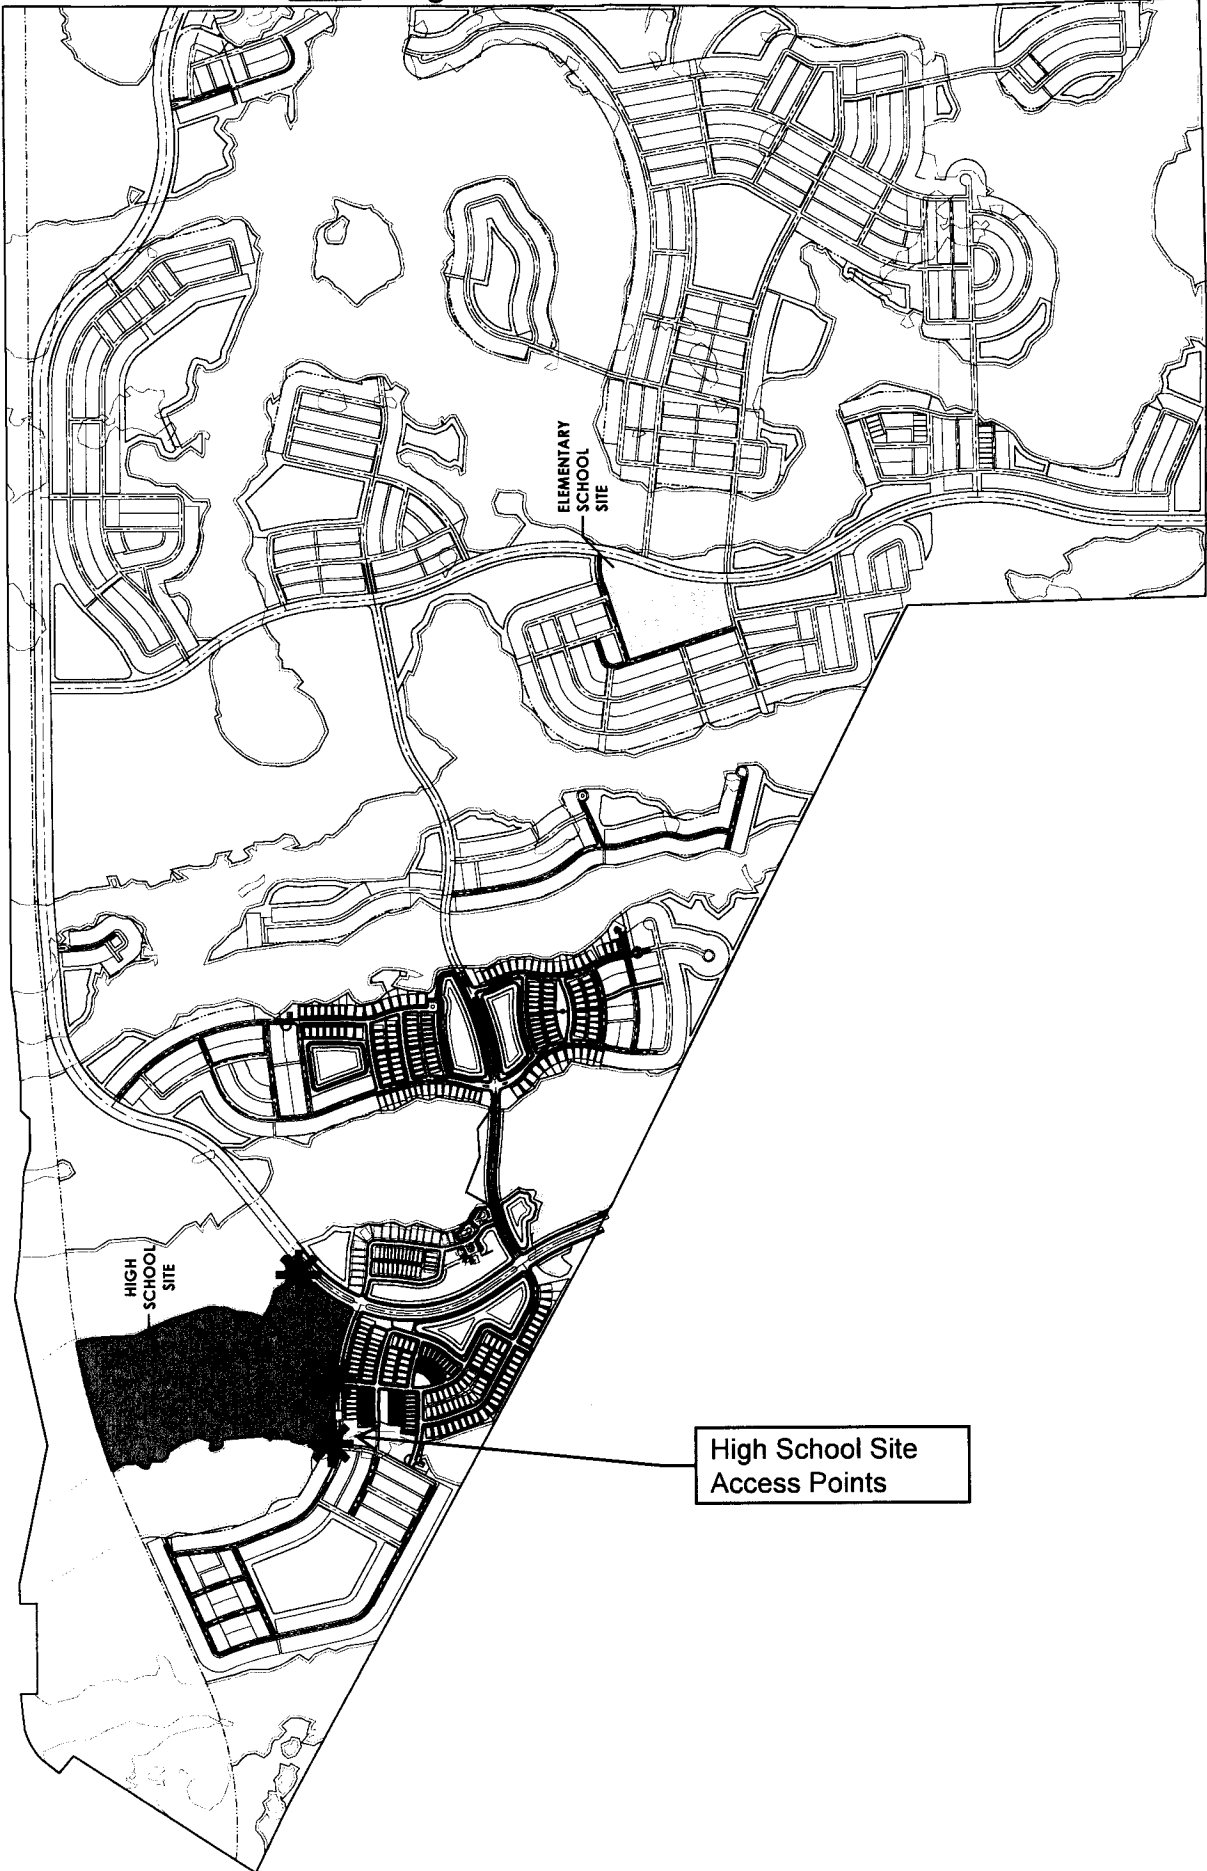 ELEMENTARY
SCHOOL
SITE
HIGH
SCHOOL
SITE
High School Site
Access Points